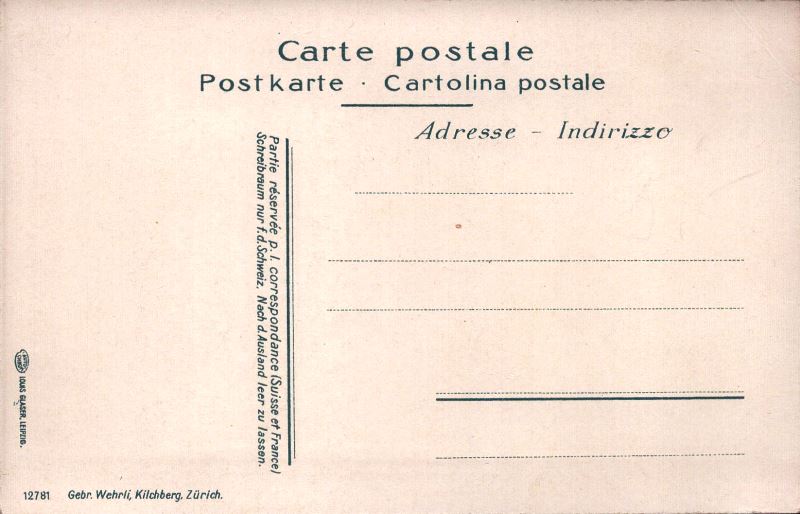 Carte postale
Postkarte · Cartolina postale
Adresse - Indirizzo
Partie réservée p. l. correspondance (Suisse et France)
Schreibraum nur f. d. Schweiz. Nach d. Ausland leer zu lassen.
LOUIS GLASER, LEIPZIG.
12781 Gebr. Wehrli, Kilchberg, Zürich.